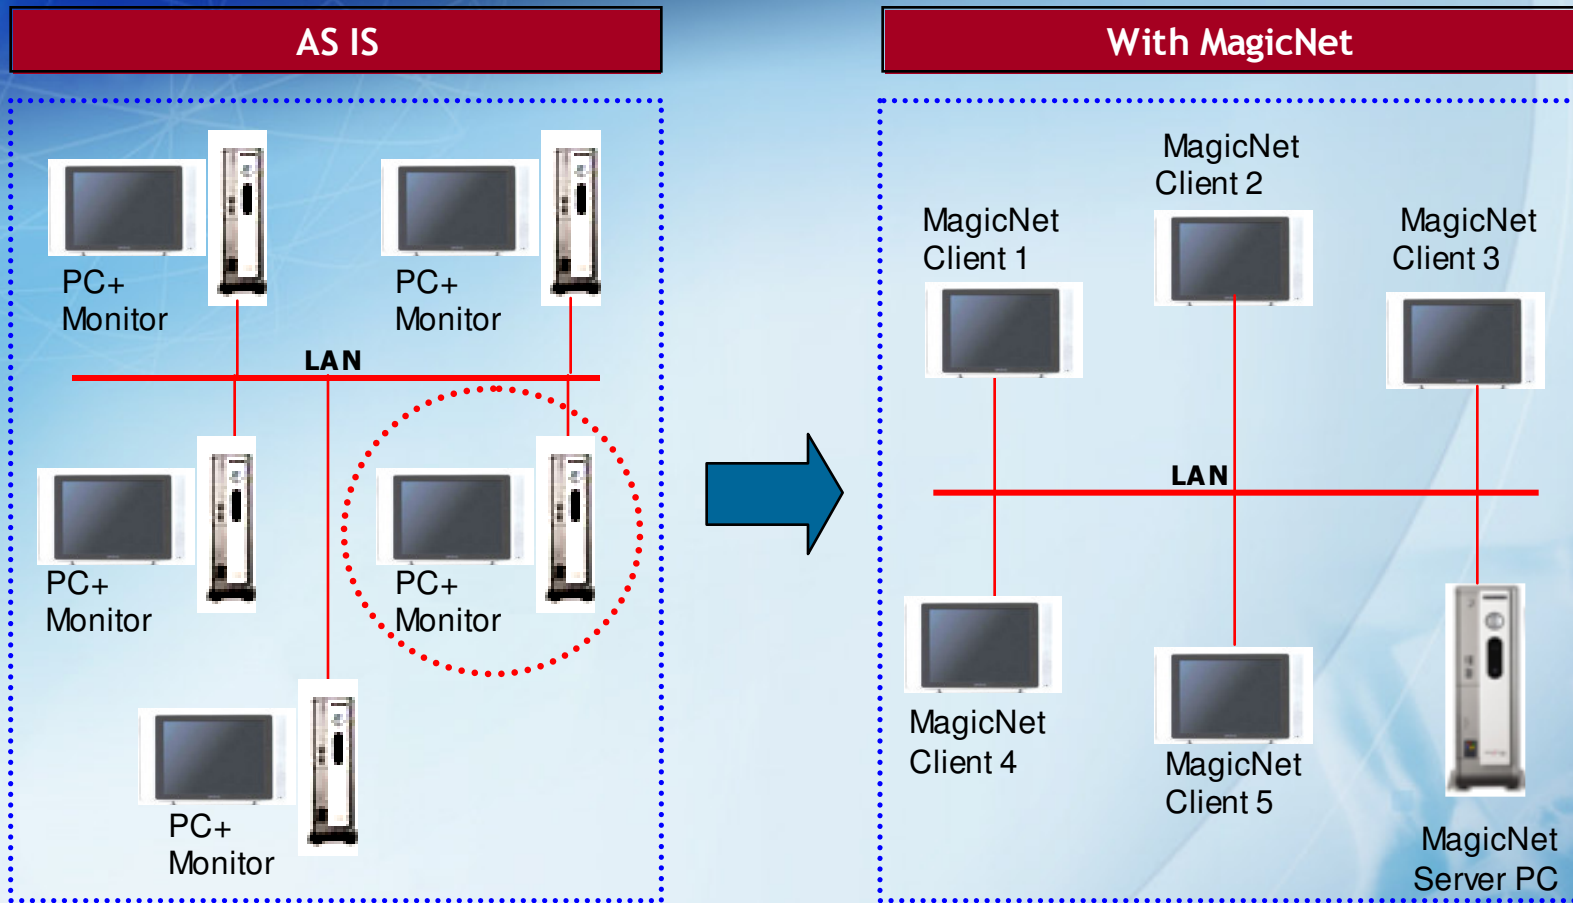 AS IS
PC+
Monitor
PC+
Monitor
LAN
PC+
Monitor
PC+
Monitor
PC+
Monitor
With MagicNet
MagicNet
Client 1
MagicNet
Client 2
MagicNet
Client 3
LAN
MagicNet
Client 4
MagicNet
Client 5
MagicNet
Server PC